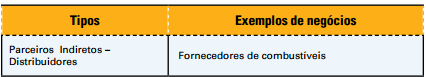 Tipos
Exemplos de negócios
Parceiros Indiretos –
Distribuidores
Fornecedores de combustíveis